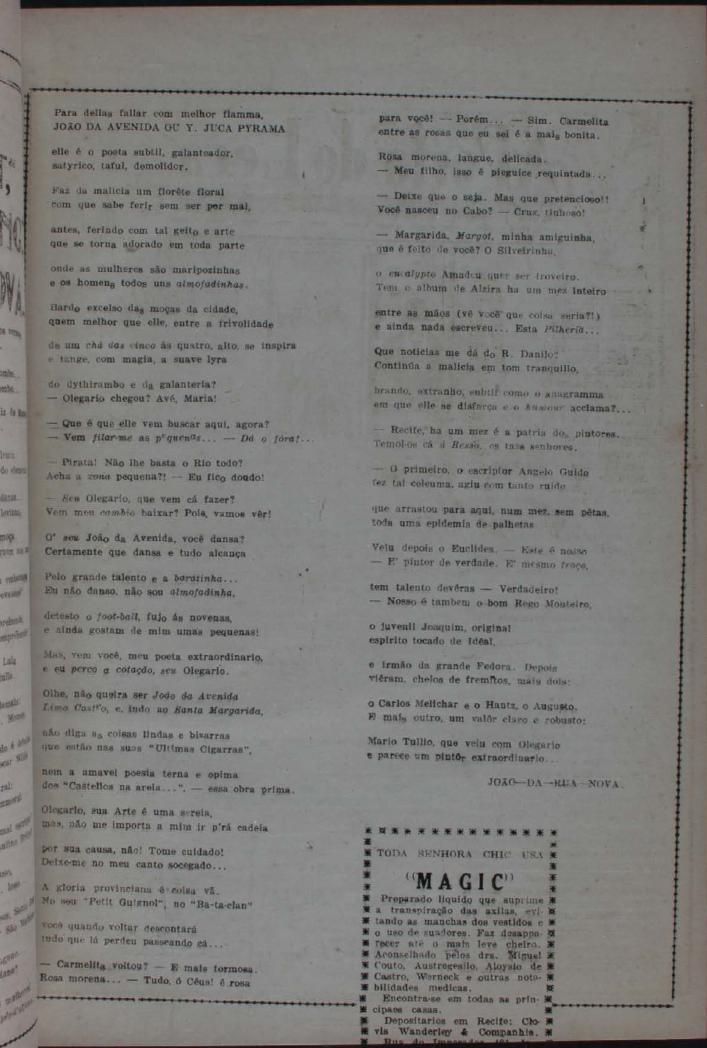 Para dellas fallar com melhor flamma,
JOÃO DA AVENIDA OU Y. JUCA PYRAMA
elle é o poeta subtil, galanteador,
satyrico, taful, demolidor.
Faz da malicia um florête floral
com que sabe ferir sem ser por mal,
antes, ferindo com tal geito e arte
que se torna adorado em toda parte
onde as mulheres são maripozinhas
e os homens todos uns almofadinhas.
Bardo excelso das moças da cidade,
quem melhor que elle, entre a frivolidade
de um chá das cinco ás quatro, alto, se inspira
e tange, com magia, a suave lyra
do dythirambo e da galanteria?
— Olegario chegou? Avé, Maria!
— Que é que elle vem buscar aqui, agora?
— Vem filar-me as pequenas... — Dá o fóra!...
— Pirata! Não lhe basta o Rio todo?
Acha a zona pequena?! — Eu fico doudo!
— Seu Olegario, que vem cá fazer?
Vem meu cambio baixar? Pois, vamos vêr!
O' seu João da Avenida, você dansa?
Certamente que dansa e tudo alcança
Pelo grande talento e a baratinha...
Eu não danso, não sou almofadinha,
detesto o foot-ball, fujo ás novenas,
e ainda gostam de mim umas pequenas!
Mas, vem você, meu poeta extraordinario,
e eu perco a cotação, seu Olegario.
Olhe, não queira ser João da Avenida
Lima Castro, e, indo ao Santa Margarida,
não diga as coisas lindas e bizarras
que estão nas suas "Ultimas Cigarras",
nem a amavel poesia terna e opima
dos "Castellos na areia...", — essa obra prima.
Olegario, sua Arte é uma sereia,
mas, não me importa a mim ir p'rá cadeia
por sua causa, não! Tome cuidado!
Deixe-me no meu canto socegado...
A gloria provinciana é coisa vã.
No seu "Petit Guignol", no "Ba-ta-clan"
você quando voltar descontará
tudo que lá perdeu passeando cá...
— Carmelita voltou? — E mais formosa.
Rosa morena... — Tudo, ó Céus! é rosa
para você! — Porém... — Sim. Carmelita
entre as rosas que eu sei é a mais bonita.
Rosa morena, langue, delicada.
— Meu filho, isso é pieguice requintada...
— Deixe que o seja. Mas que pretencioso!!
Você nasceu no Cabo? — Cruz, tinhoso!
— Margarida, Margot, minha amiguinha,
que é feito de você? O Silveirinha,
o eucalypto Amadeu quer ser troveiro.
Tem o album de Alzira ha um mez inteiro
entre as mãos (vê você que coisa seria?!)
e ainda nada escreveu... Esta Pilheria...
Que noticias me dá do R. Danilo?
Continúa a malicia em tom tranquillo,
brando, extranho, subtil como o anagramma
em que elle se disfarça e o humour acclama?...
— Recife, ha um mez é a patria dos pintores.
Temol-os cá á Bessa, os taes senhores.
— O primeiro, o escriptor Angelo Guido
fez tal celeuma, agiu com tanto ruido
que arrastou para aqui, num mez, sem pêtas,
toda uma epidemia de palhetas
Veiu depois o Euclides. — Este é nosso
— E' pintor de verdade. E' mesmo troço,
tem talento devéras — Verdadeiro!
— Nosso é tambem o bom Rego Monteiro,
o juvenil Joaquim, original
espirito tocado de Idéal,
e irmão da grande Fedora. Depois
viéram, cheios de fremitos, mais dois:
o Carlos Melichar e o Hantz, o Augusto.
E mais outro, um valôr claro e robusto:
Mario Tullio, que veiu com Olegario
e parece um pintôr extraordinario...
JOÃO—DA—RUA—NOVA.
TODA SENHORA CHIC USA
"MAGIC"
Preparado liquido que suprime
a transpiração das axilas, evi-
tando as manchas dos vestidos e
o uso de suadores. Faz desappa-
recer até o mais leve cheiro.
Aconselhado pelos drs. Miguel
Couto, Austregesilo, Aloysio de
Castro, Werneck e outras nota-
bilidades medicas.
Encontra-se em todas as prin-
cipaes casas.
Depositarios em Recife: Clo-
vis Wanderley & Companhia.
Rua do Imperador